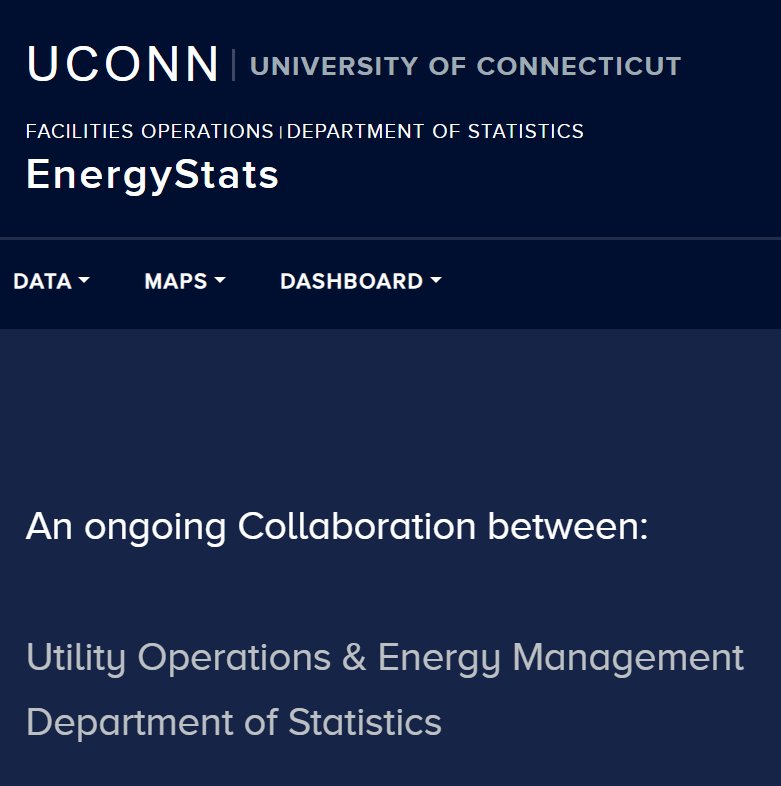 UCONN | UNIVERSITY OF CONNECTICUT
FACILITIES OPERATIONS | DEPARTMENT OF STATISTICS
EnergyStats
DATA MAPS DASHBOARD
An ongoing Collaboration between:
Utility Operations & Energy Management
Department of Statistics